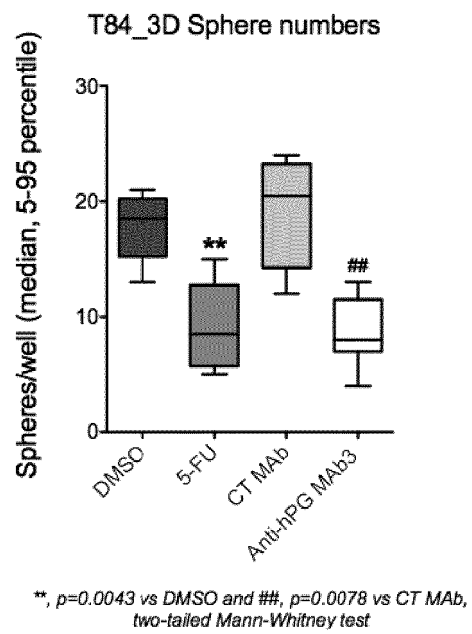 T84_3D Sphere numbers
Spheres/well (median, 5-95 percentile)
30
20
10
0
**
##
DMSO
5-FU
CT MAb
Anti-hPG MAb3
**, p=0.0043 vs DMSO and ##, p=0.0078 vs CT MAb,
two-tailed Mann-Whitney test